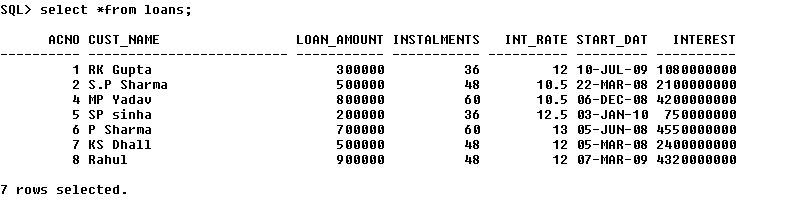 SQL> select *from loans;
ACNO CUST_NAME LOAN_AMOUNT INSTALMENTS INT_RATE START_DAT INTEREST
---------- -------------------- ----------- ----------- ---------- --------- ----------
1 RK Gupta 300000 36 12 10-JUL-09 1080000000
2 S.P Sharma 500000 48 10.5 22-MAR-08 2100000000
4 MP Yadav 800000 60 10.5 06-DEC-08 4200000000
5 SP sinha 200000 36 12.5 03-JAN-10 750000000
6 P Sharma 700000 60 13 05-JUN-08 4550000000
7 KS Dhall 500000 48 12 05-MAR-08 2400000000
8 Rahul 900000 48 12 07-MAR-09 4320000000
7 rows selected.